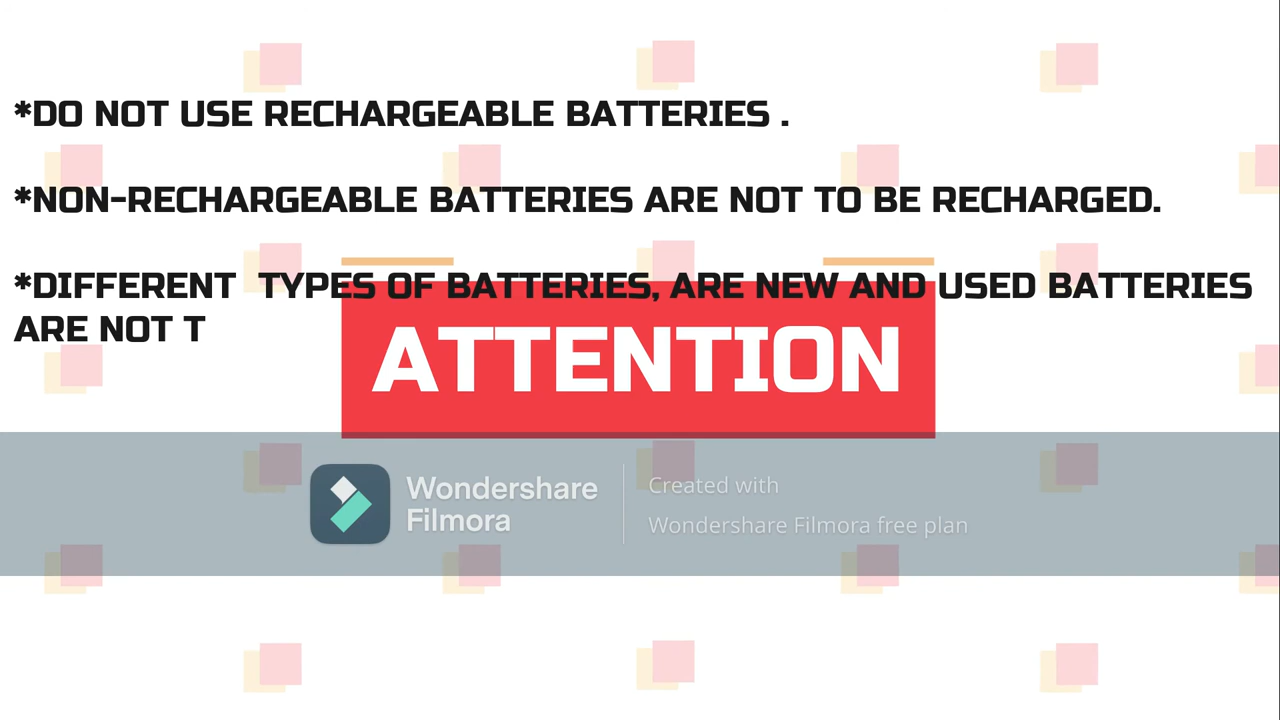 *DO NOT USE RECHARGEABLE BATTERIES .
*NON-RECHARGEABLE BATTERIES ARE NOT TO BE RECHARGED.
*DIFFERENT  TYPES OF BATTERIES, ARE NEW AND USED BATTERIES
ARE NOT T
ATTENTION
Wondershare
Filmora
Created with
Wondershare Filmora free plan